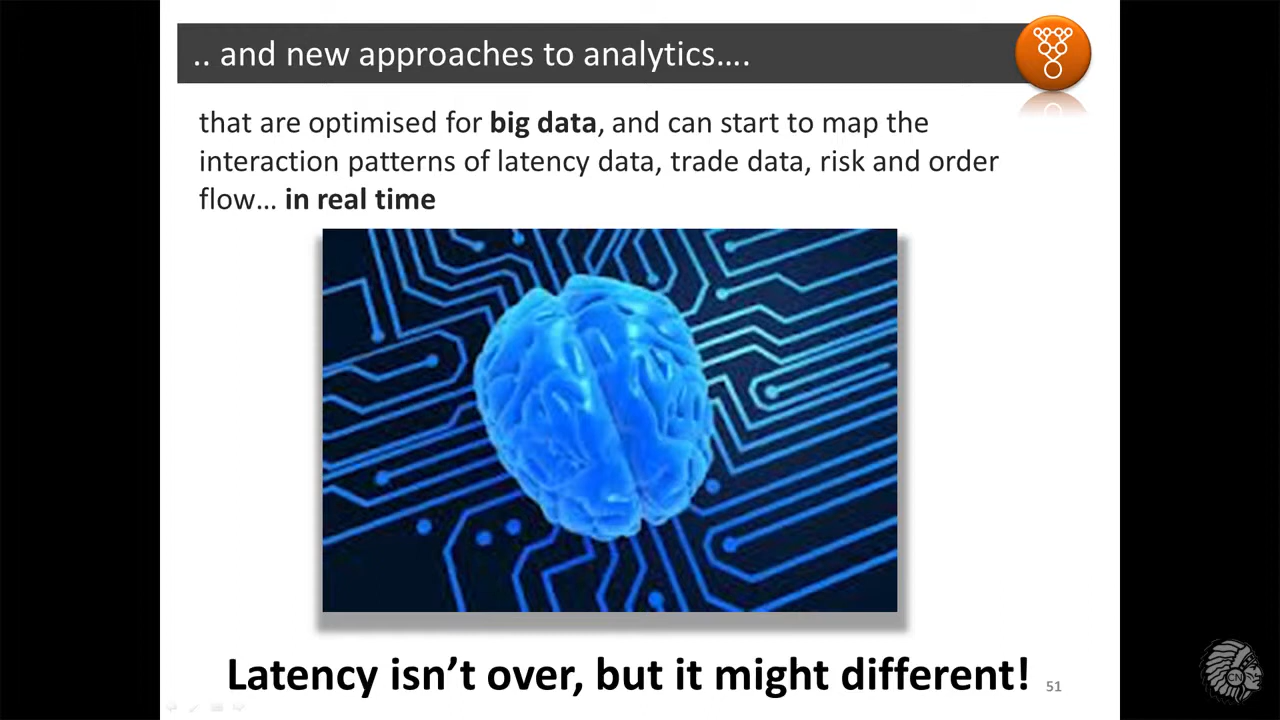 .. and new approaches to analytics….
that are optimised for big data, and can start to map the
interaction patterns of latency data, trade data, risk and order
flow… in real time
Latency isn’t over, but it might different!
51
CN